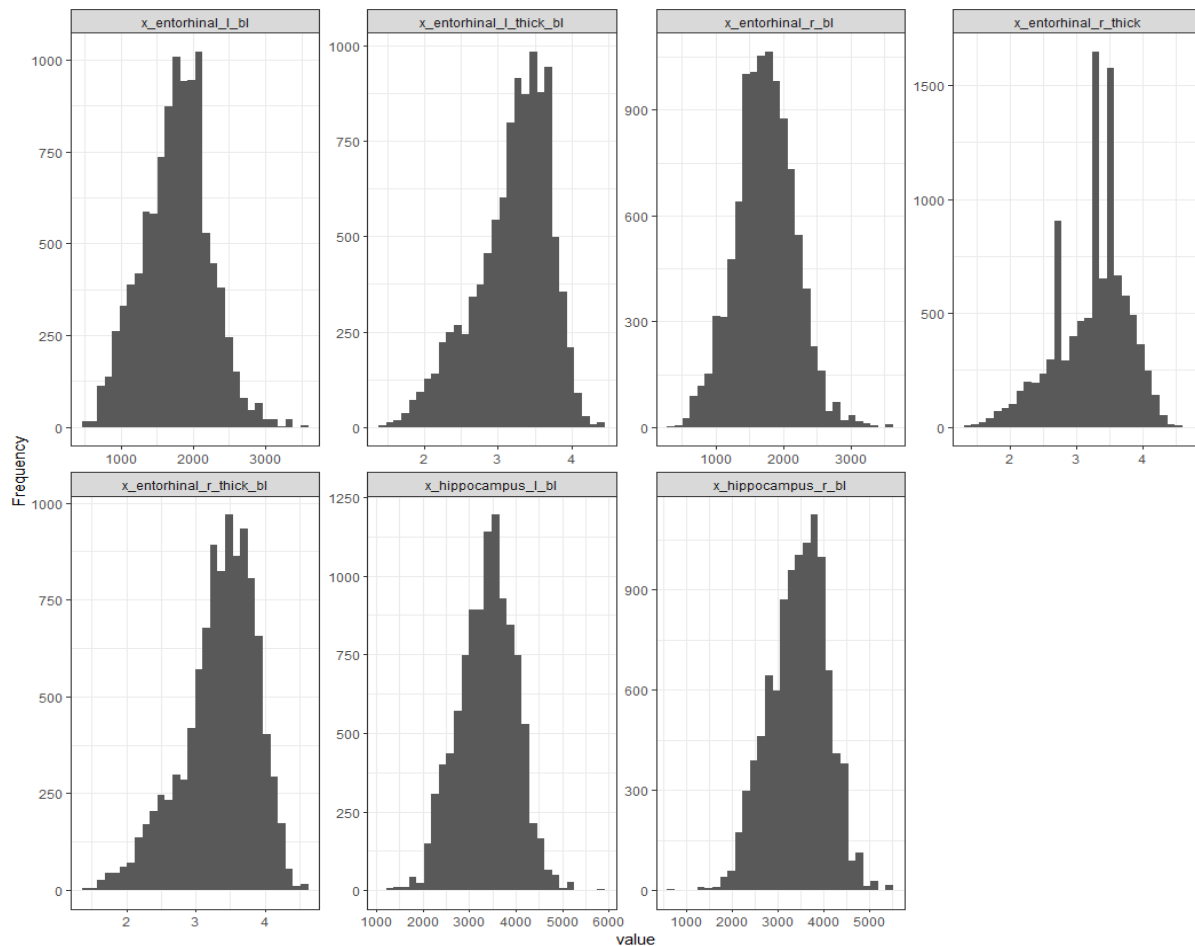 x_entorhinal_l_bl
x_entorhinal_l_thick_bl
x_entorhinal_r_bl
x_entorhinal_r_thick
1000
750
500
250
0
1000 2000 3000
1000
750
500
250
0
2 3 4
900
600
300
0
1000 2000 3000
1500
1000
500
0
2 3 4
Frequency
x_entorhinal_r_thick_bl
x_hippocampus_l_bl
x_hippocampus_r_bl
1000
750
500
250
0
2 3 4
1250
1000
750
500
250
0
1000 2000 3000 4000 5000 6000
900
600
300
0
1000 2000 3000 4000 5000
value